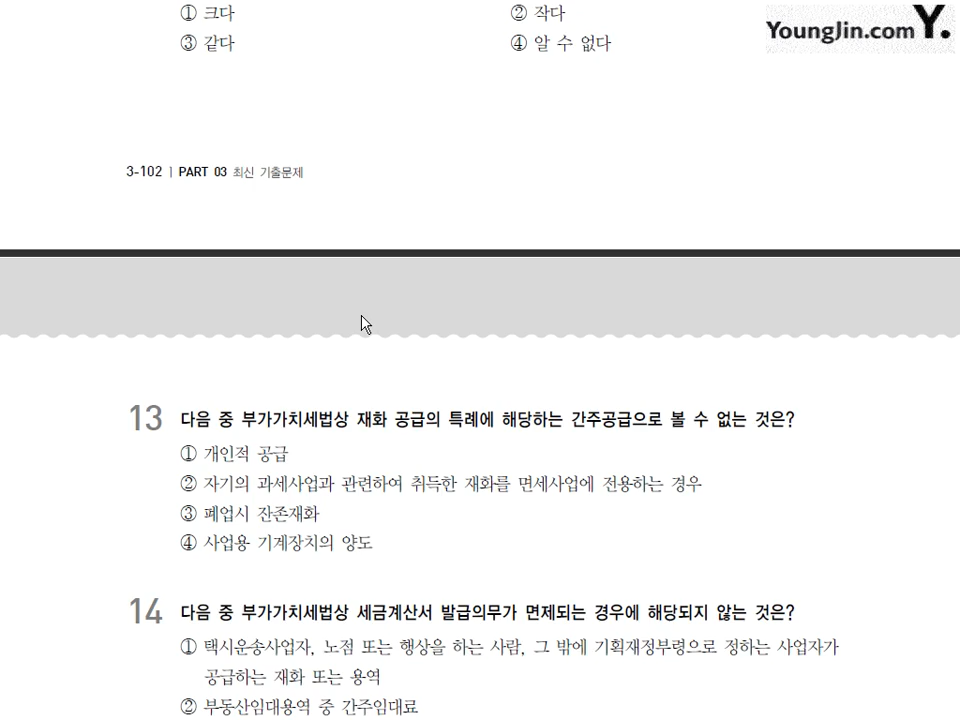 ① 크다
② 작다
③ 같다
④ 알 수 없다
YoungJin.com Y.
3-102 | PART 03 최신 기출문제
13 다음 중 부가가치세법상 재화 공급의 특례에 해당하는 간주공급으로 볼 수 없는 것은?
① 개인적 공급
② 자기의 과세사업과 관련하여 취득한 재화를 면세사업에 전용하는 경우
③ 폐업시 잔존재화
④ 사업용 기계장치의 양도
14 다음 중 부가가치세법상 세금계산서 발급의무가 면제되는 경우에 해당되지 않는 것은?
① 택시운송사업자, 노점 또는 행상을 하는 사람, 그 밖에 기획재정부령으로 정하는 사업자가
공급하는 재화 또는 용역
② 부동산임대용역 중 간주임대료